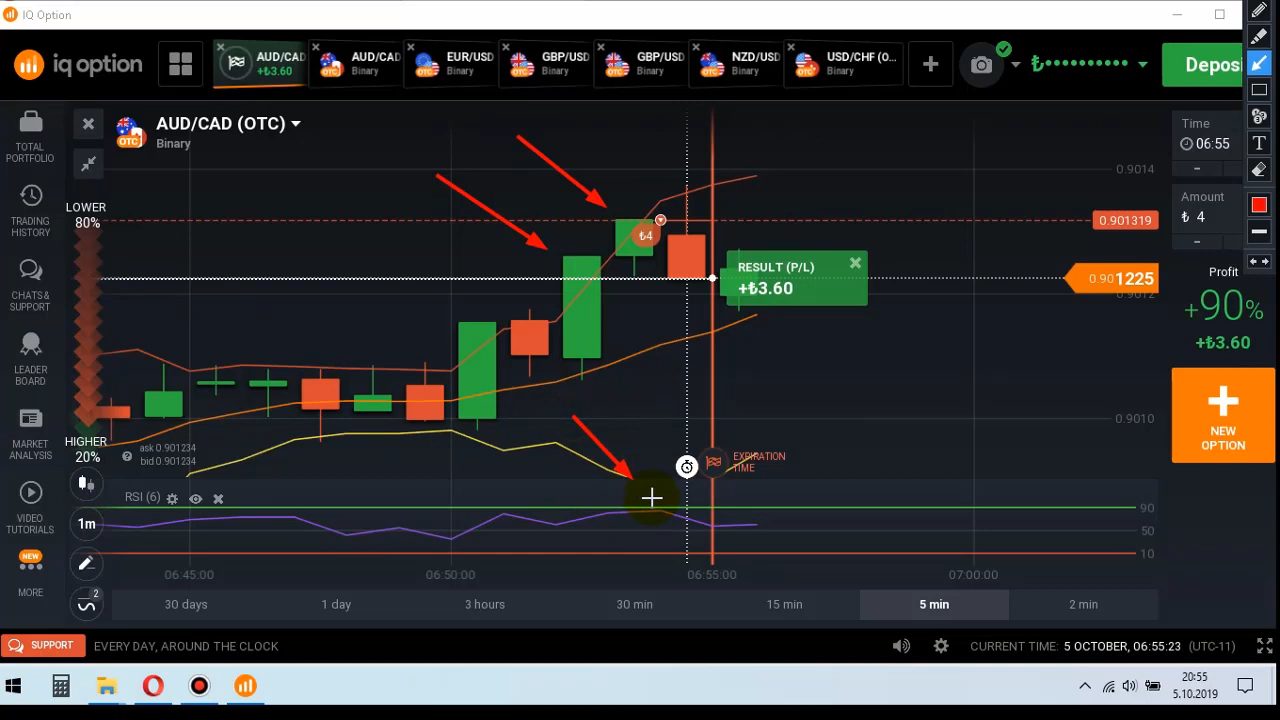 IQ Option
iq option
AUD/CAD
+₺3.60
AUD/CAD
Binary
EUR/USD
Binary
GBP/USD
Binary
GBP/USD
Binary
NZD/USD
Binary
USD/CHF (O...
Binary
OTC
OTC
OTC
OTC
OTC
₺••••••••••
Deposi
T
TOTAL
PORTFOLIO
TRADING
HISTORY
CHATS &
SUPPORT
LEADER
BOARD
MARKET
ANALYSIS
VIDEO
TUTORIALS
NEW
MORE
OTC
AUD/CAD (OTC)
Binary
LOWER
80%
HIGHER
20%
ask 0.901234
bid 0.901234
₺4
RESULT (P/L)
+₺3.60
EXPIRATION
TIME
0.9014
0.901319
0.901225
0.9012
0.9010
RSI (6)
90
50
10
1m
2
06:45:00
06:50:00
06:55:00
07:00:00
30 days
1 day
3 hours
30 min
15 min
5 min
2 min
Time
06:55
Amount
₺ 4
Profit
+90%
+₺3.60
NEW
OPTION
SUPPORT
EVERY DAY, AROUND THE CLOCK
CURRENT TIME: 5 OCTOBER, 06:55:23 (UTC-11)
20:55
5.10.2019